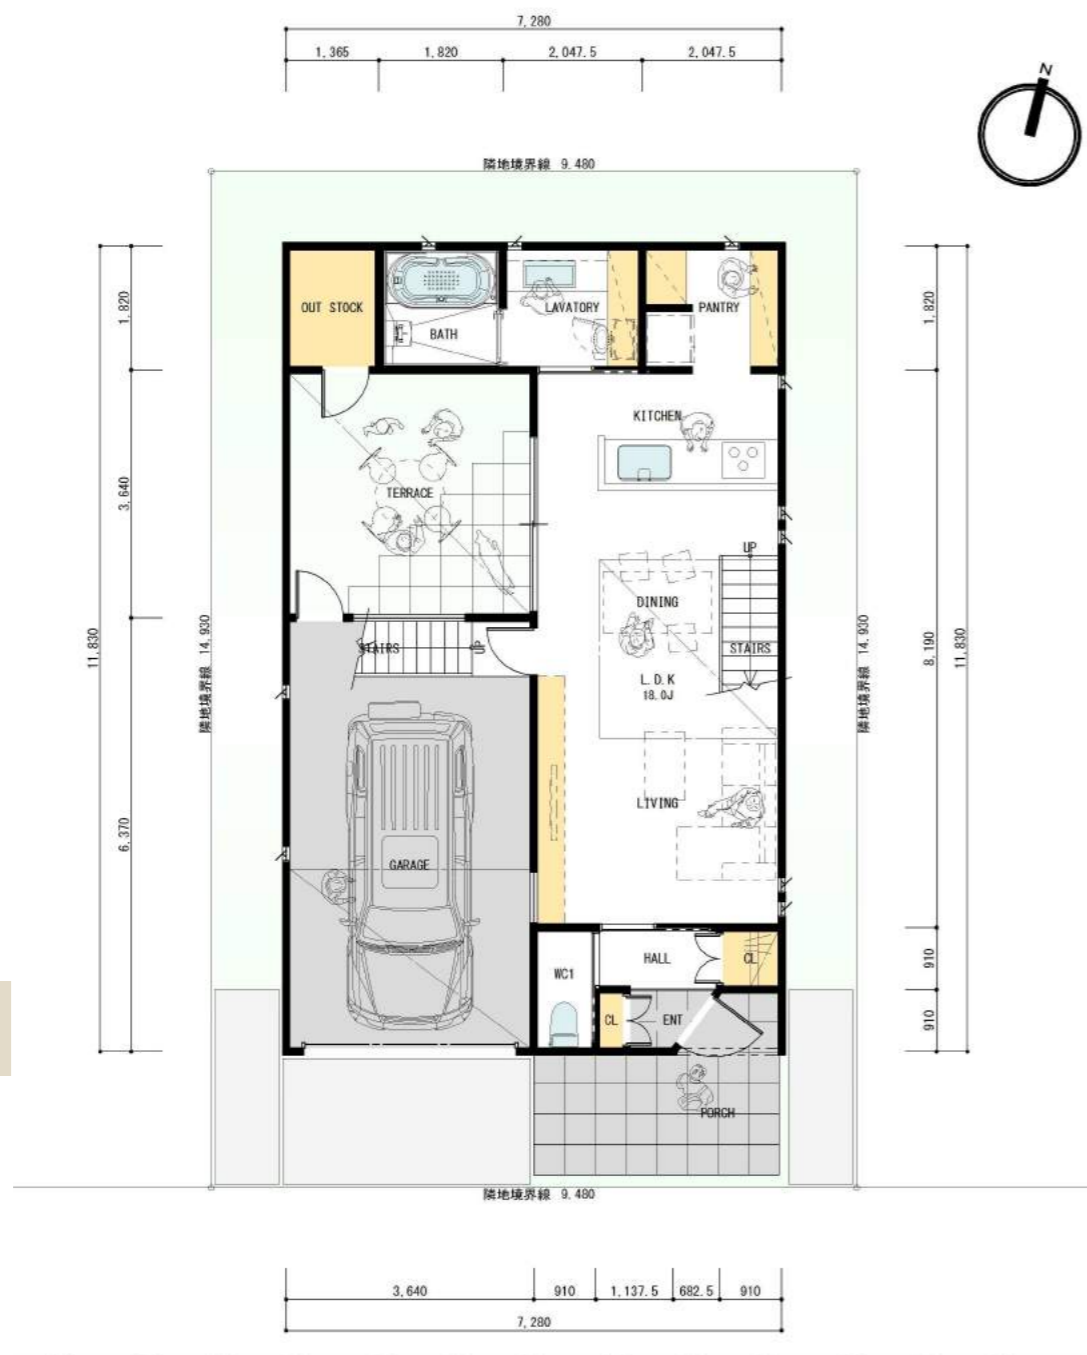 7,280
1,365
1,820
2,047.5
2,047.5
N
隣地境界線 9.480
1,820
3,640
6,370
11,830
隣地境界線 14.930
OUT STOCK
BATH
LAVATORY
PANTRY
KITCHEN
TERRACE
UP
DINING
STAIRS
UP
STAIRS
L.D.K
18.0J
LIVING
GARAGE
WC1
HALL
CL
CL
ENT
PORCH
隣地境界線 14.930
1,820
8,190
910
910
11,830
隣地境界線 9.480
3,640
910
1,137.5
682.5
910
7,280